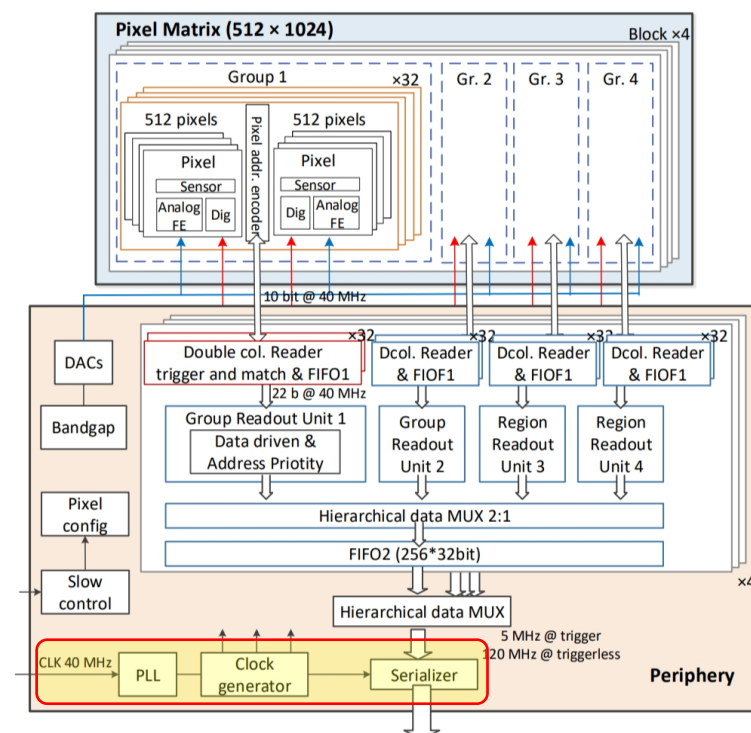 Pixel Matrix (512 × 1024)
Block ×4
Group 1
×32
Gr. 2
Gr. 3
Gr. 4
512 pixels
Pixel
Sensor
Analog
FE
Dig
Pixel addr. encoder
512 pixels
Pixel
Sensor
Dig
Analog
FE
10 bit @ 40 MHz
DACs
Bandgap
×32
Double col. Reader
trigger and match & FIFO1
×32
Dcol. Reader
& FIOF1
×32
Dcol. Reader
& FIOF1
×32
Dcol. Reader
& FIOF1
22 b @ 40 MHz
Group Readout Unit 1
Data driven &
Address Priotity
Group
Readout
Unit 2
Region
Readout
Unit 3
Region
Readout
Unit 4
Pixel
config
Hierarchical data MUX 2:1
FIFO2 (256*32bit)
Slow
control
×4
Hierarchical data MUX
5 MHz @ trigger
120 MHz @ triggerless
CLK 40 MHz
PLL
Clock
generator
Serializer
Periphery